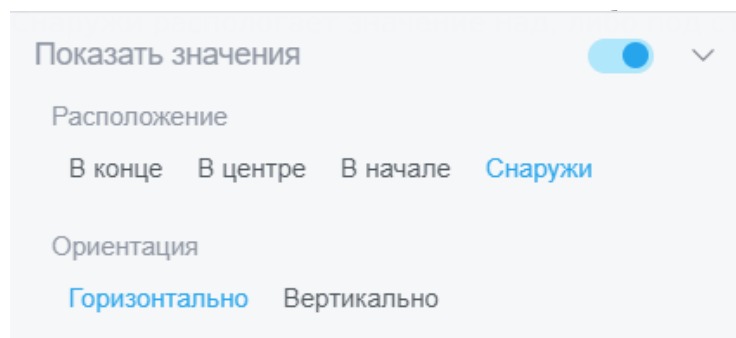 Показать значения
Расположение
В конце В центре В начале Снаружи
Ориентация
Горизонтально Вертикально